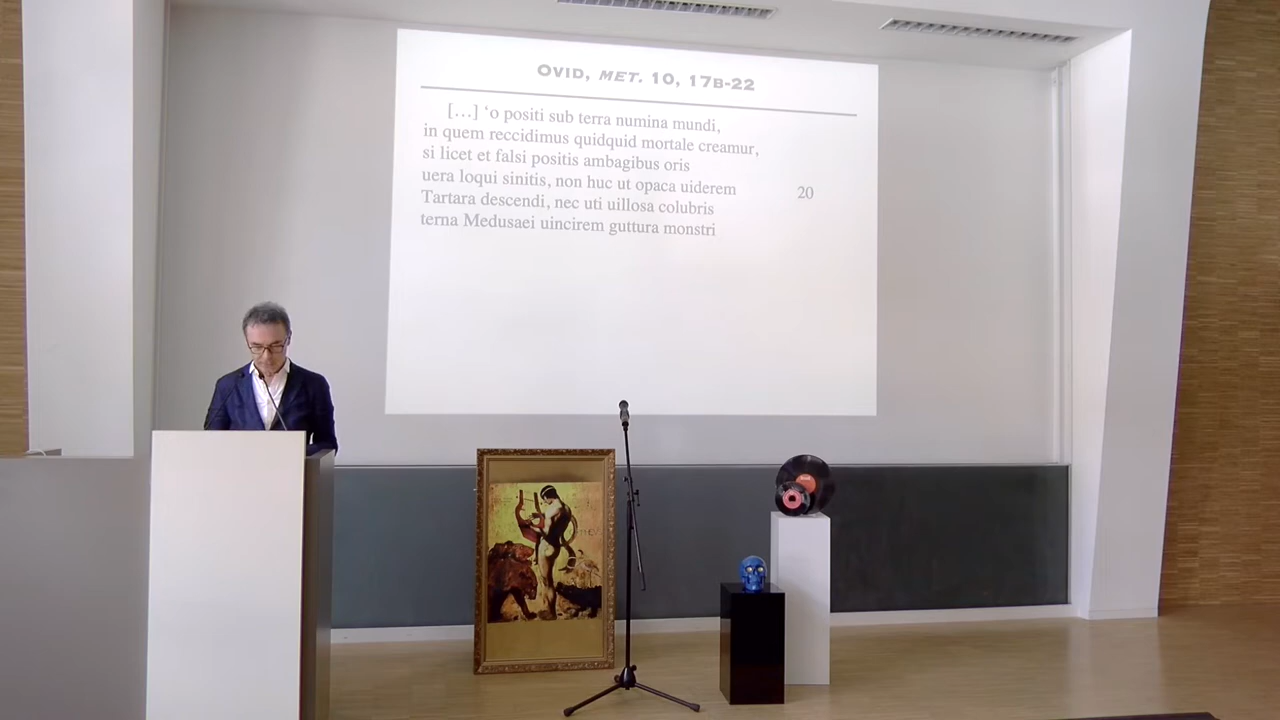 OVID, MET. 10, 17B-22
[…] ‘o positi sub terra numina mundi,
in quem reccidimus quidquid mortale creamur,
si licet et falsi positis ambagibus oris
uera loqui sinitis, non huc ut opaca uiderem 20
Tartara descendi, nec uti uillosa colubris
terna Medusaei uincirem guttura monstri